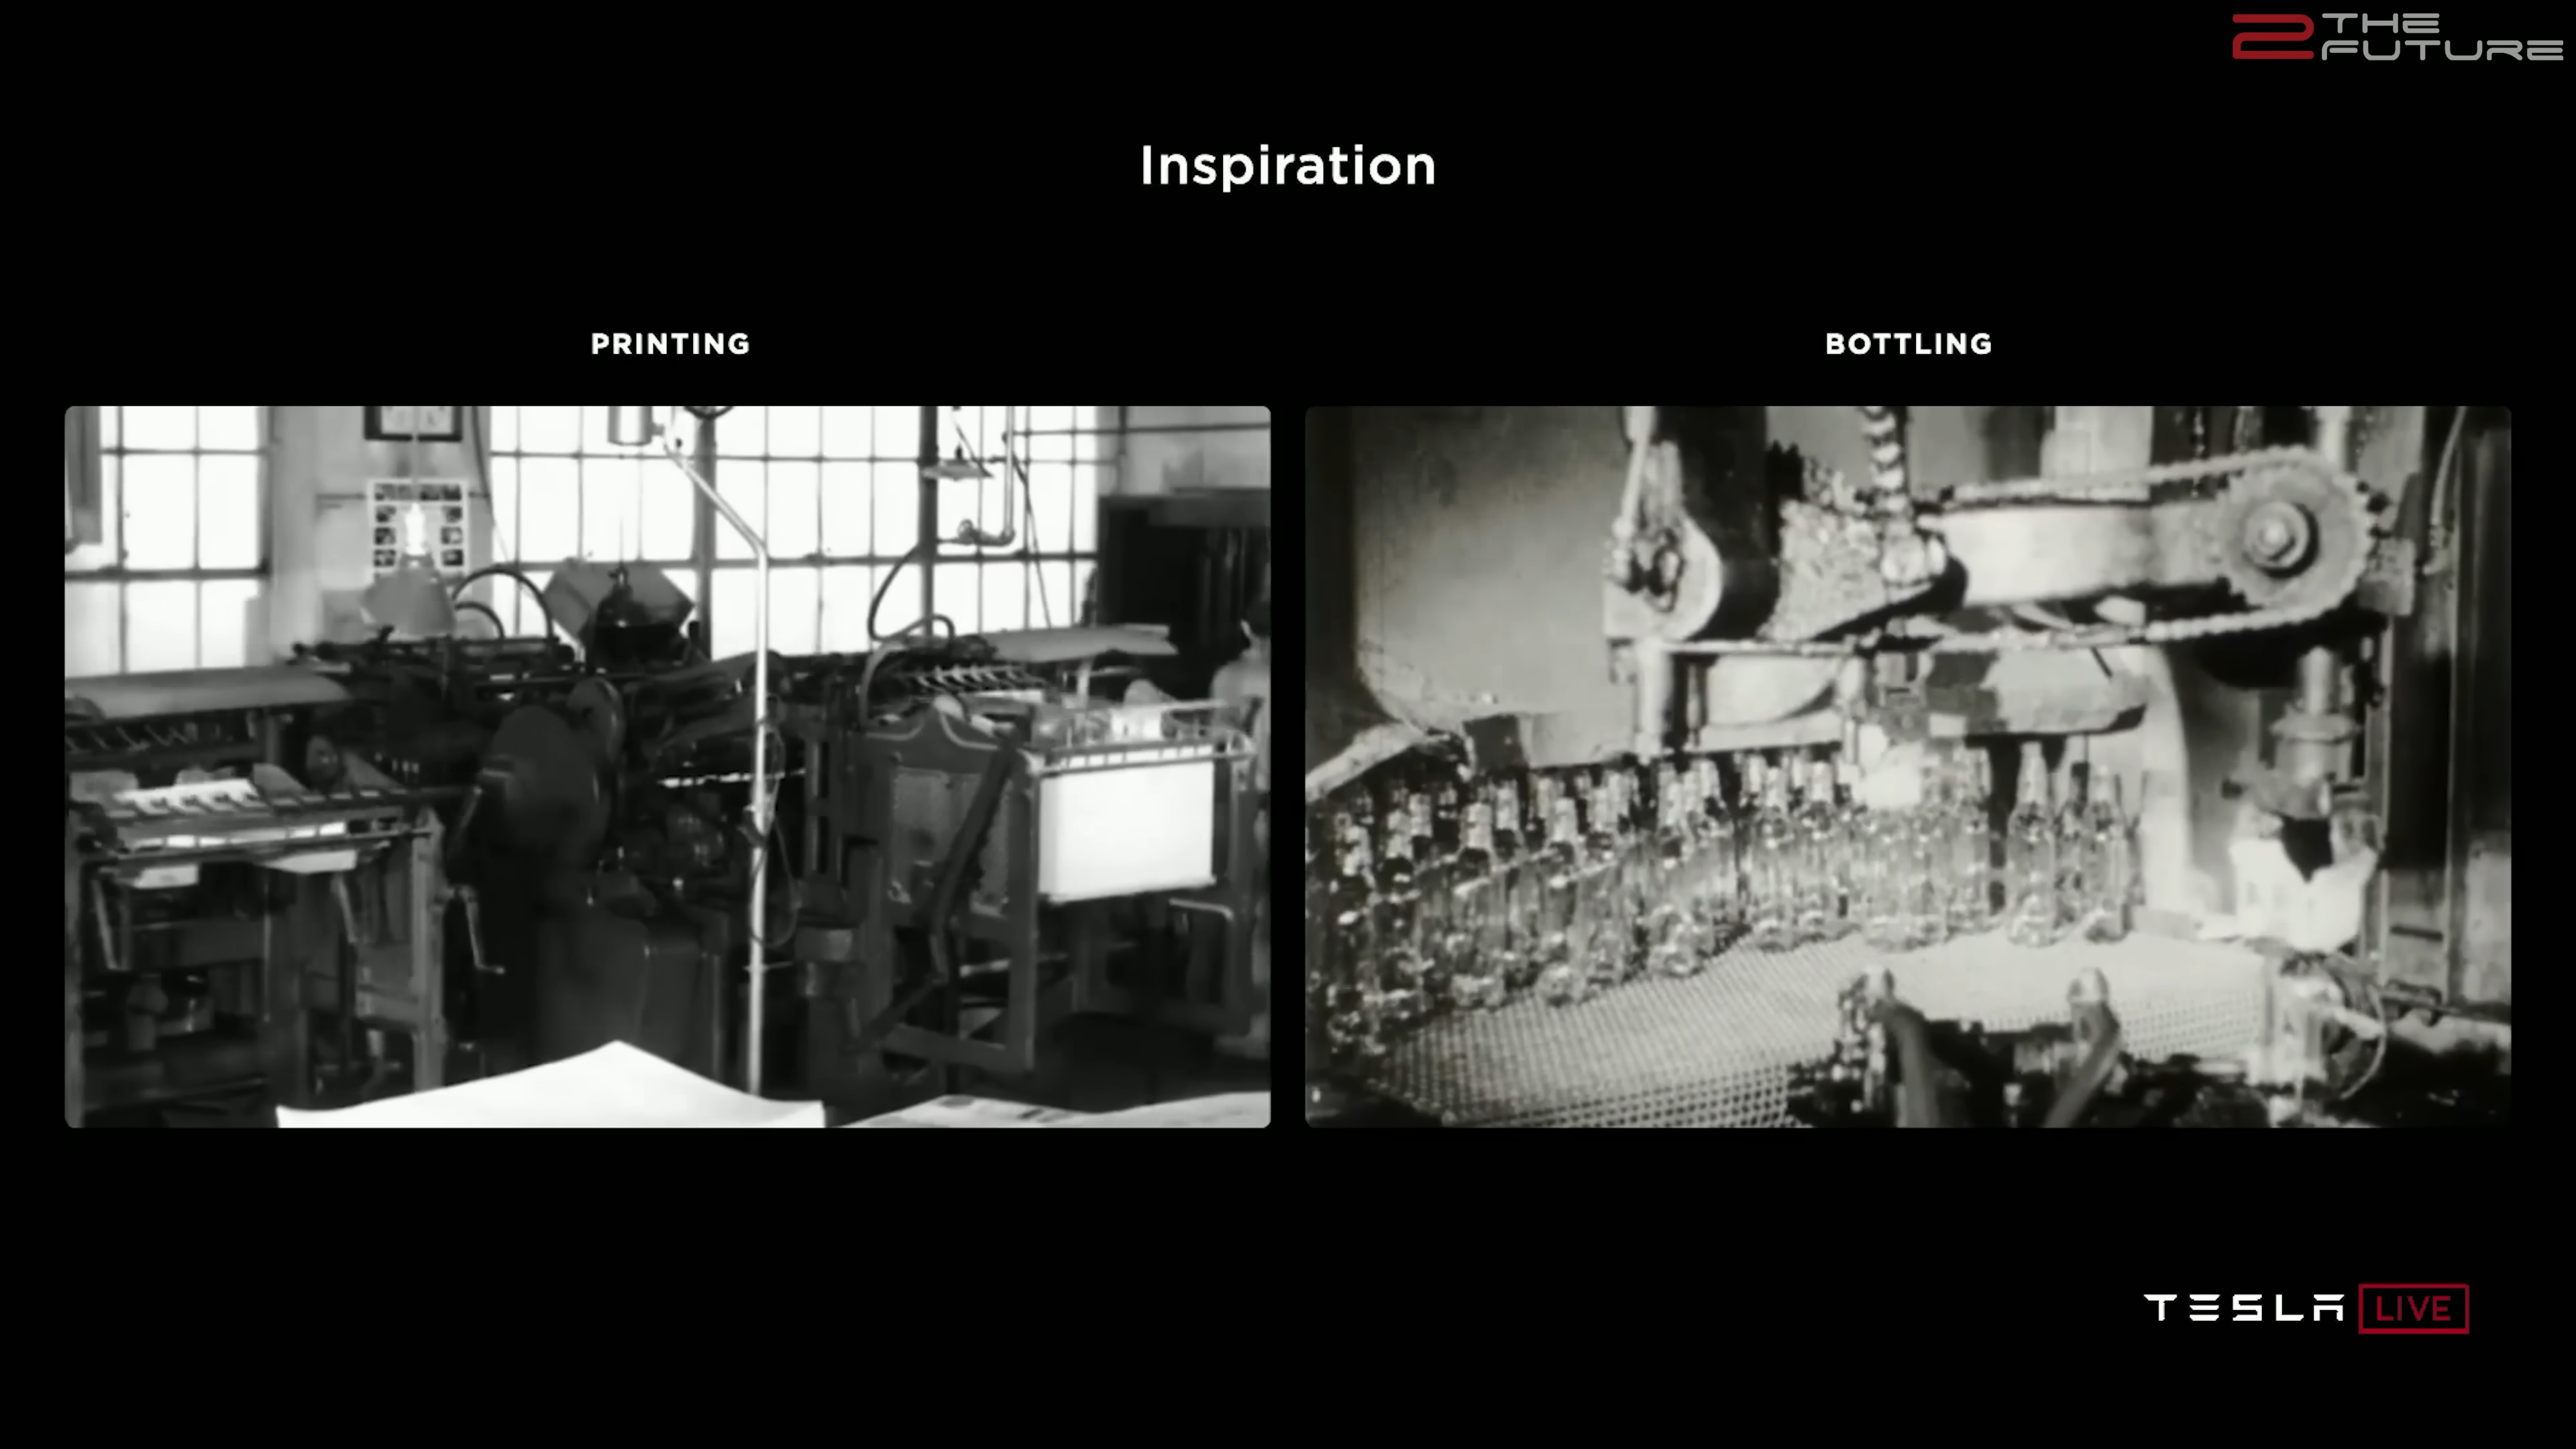 2 THE
FUTURE
Inspiration
PRINTING
BOTTLING
TESLA LIVE